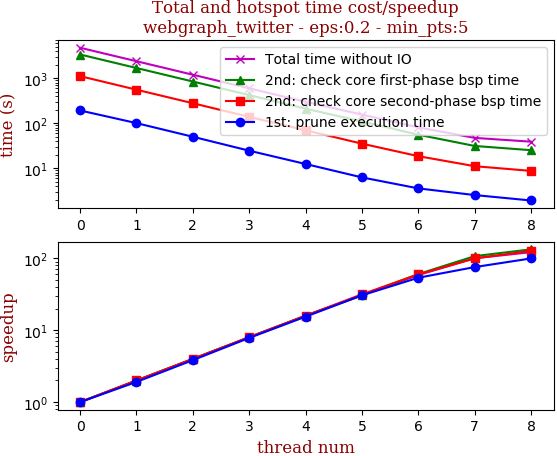 Total and hotspot time cost/speedup
webgraph_twitter - eps:0.2 - min_pts:5
time (s)
10³
10²
10¹
Total time without IO
2nd: check core first-phase bsp time
2nd: check core second-phase bsp time
1st: prune execution time
0 1 2 3 4 5 6 7 8
speedup
10²
10¹
10⁰
0 1 2 3 4 5 6 7 8
thread num